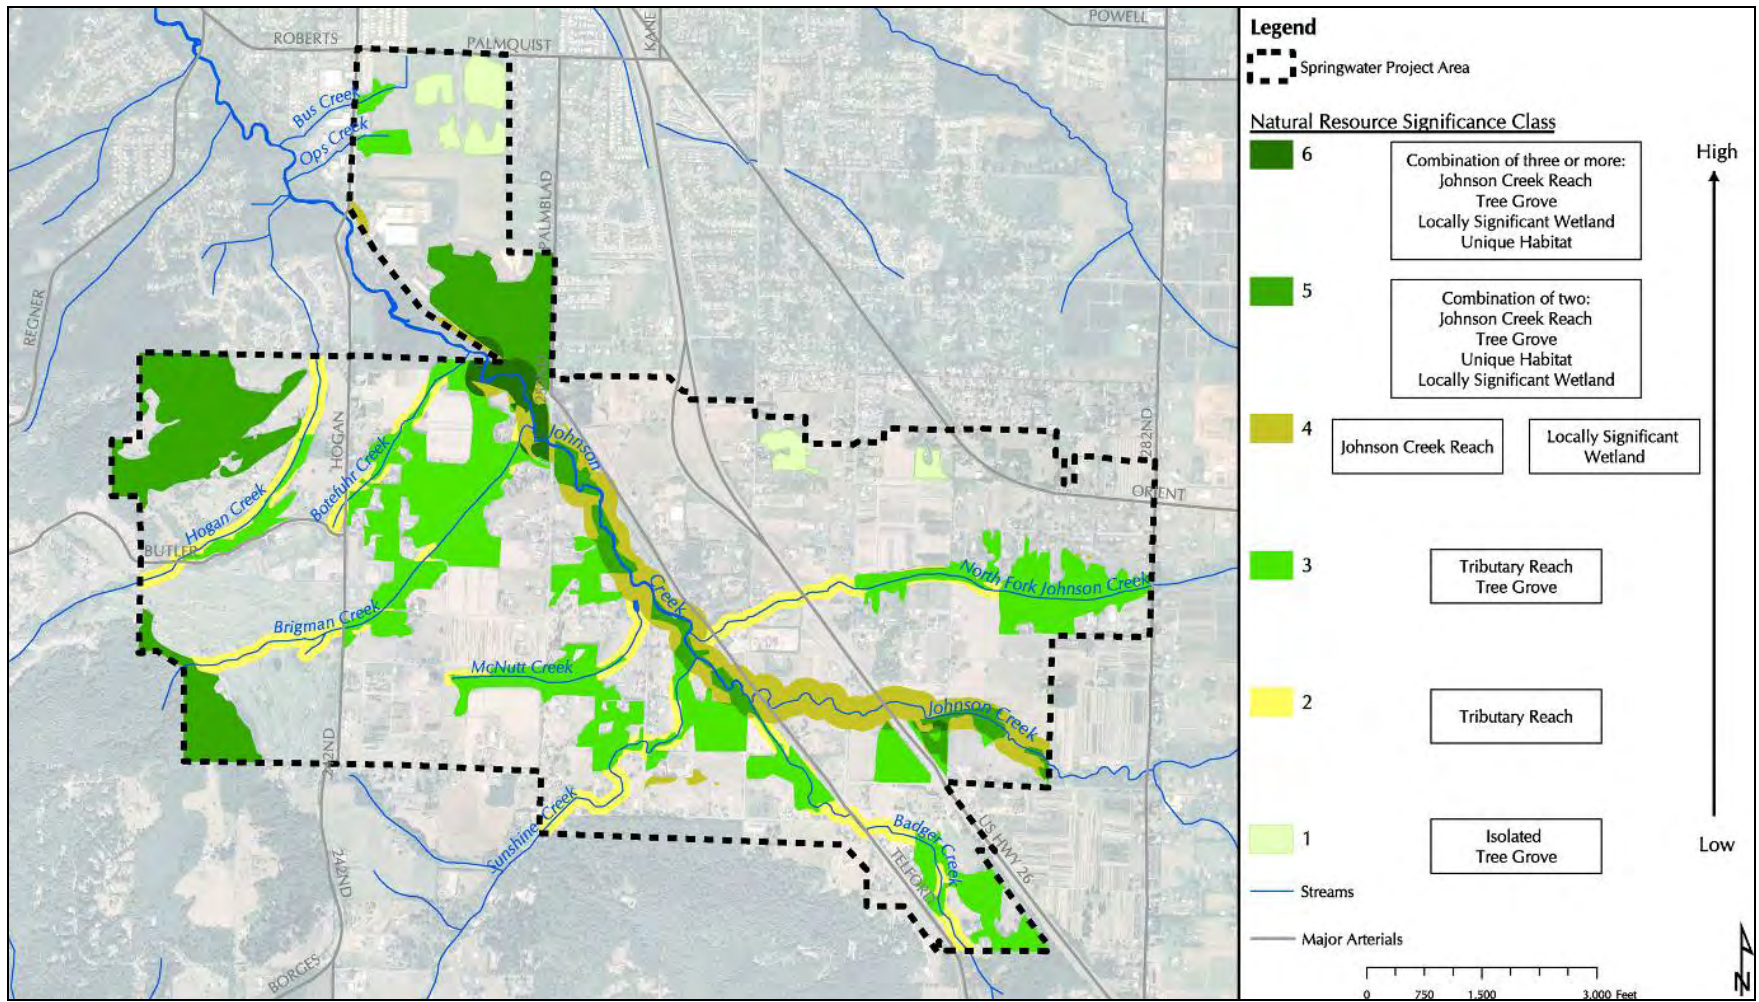 POWELL
ROBERTS
PALMQUIST
KANE
Bus Creek
Ops Creek
PALMBLAD
REGNER
HOGAN
Johnson
282ND
Botefuhr Creek
Hogan Creek
ORIENT
BUTLER
North Fork Johnson Creek
Creek
Brigman Creek
McNutt Creek
Johnson Creek
Sunshine Creek
Badger Creek
US HWY 26
TELFORD
242ND
BORGES
Legend
Springwater Project Area
Natural Resource Significance Class
6
Combination of three or more:
Johnson Creek Reach
Tree Grove
Locally Significant Wetland
Unique Habitat
High
5
Combination of two:
Johnson Creek Reach
Tree Grove
Unique Habitat
Locally Significant Wetland
4
Johnson Creek Reach
Locally Significant
Wetland
3
Tributary Reach
Tree Grove
2
Tributary Reach
1
Isolated
Tree Grove
Low
Streams
Major Arterials
0 750 1,500 3,000 Feet
N